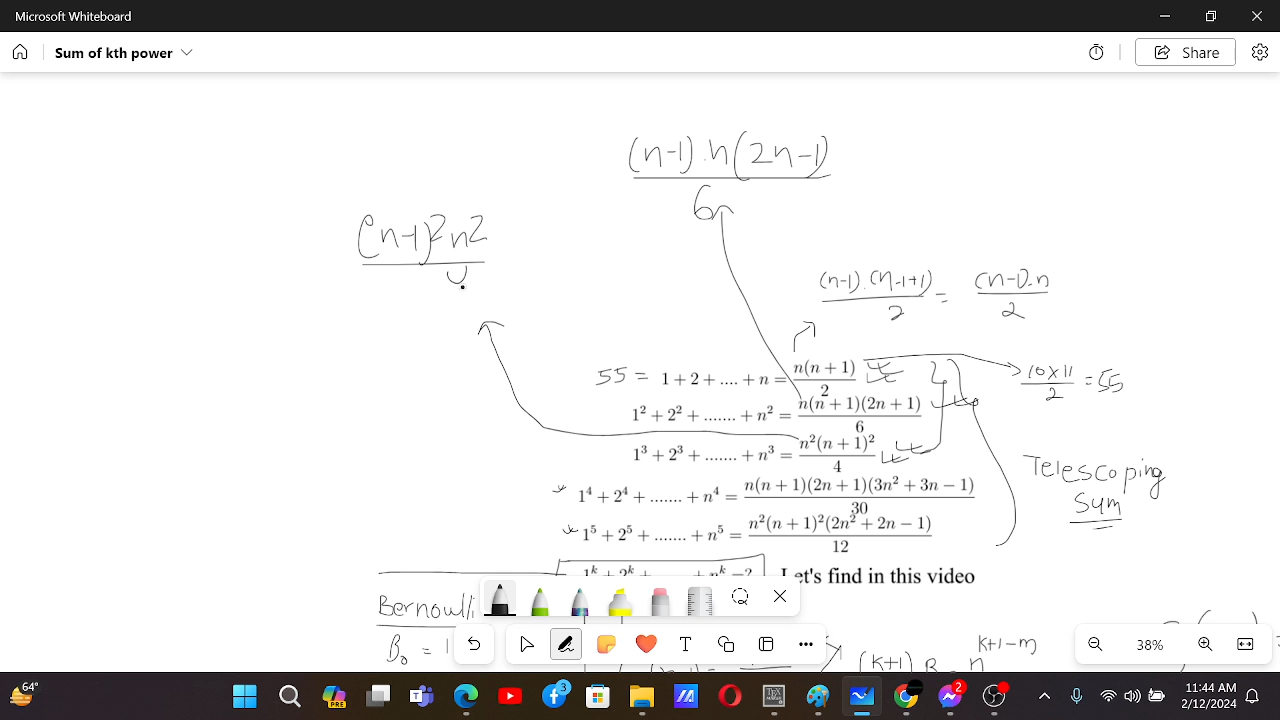 Microsoft Whiteboard
Sum of kth power
Share
(n-1).n(2n-1)
6
(n-1)²n²
(n-1).(n-1+1) = (n-1).n
2 2
55 = 1 + 2 + .... + n = n(n + 1)/2
10×11/2 = 55
1² + 2² + ....... + n² = n(n + 1)(2n + 1)/6
1³ + 2³ + ....... + n³ = n²(n + 1)²/4
Telescoping
Sum
1⁴ + 2⁴ + ....... + n⁴ = n(n + 1)(2n + 1)(3n² + 3n − 1)/30
1⁵ + 2⁵ + ....... + n⁵ = n²(n + 1)²(2n² + 2n − 1)/12
Let's find in this video
Bernoulli
B₀ = 1
k+1-m
(k+1) B n
38%
64°
PRE
3
2
11:44 AM
2/12/2024